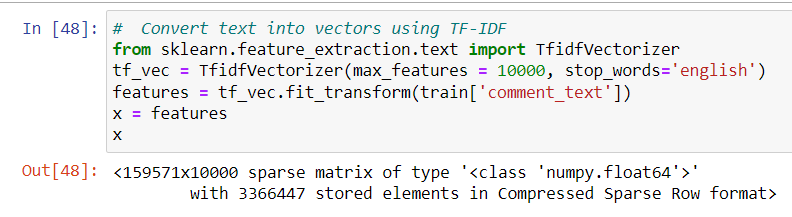 In [48]: #  Convert text into vectors using TF-IDF
from sklearn.feature_extraction.text import TfidfVectorizer
tf_vec = TfidfVectorizer(max_features = 10000, stop_words='english')
features = tf_vec.fit_transform(train['comment_text'])
x = features
x
Out[48]: <159571x10000 sparse matrix of type '<class 'numpy.float64'>'
with 3366447 stored elements in Compressed Sparse Row format>